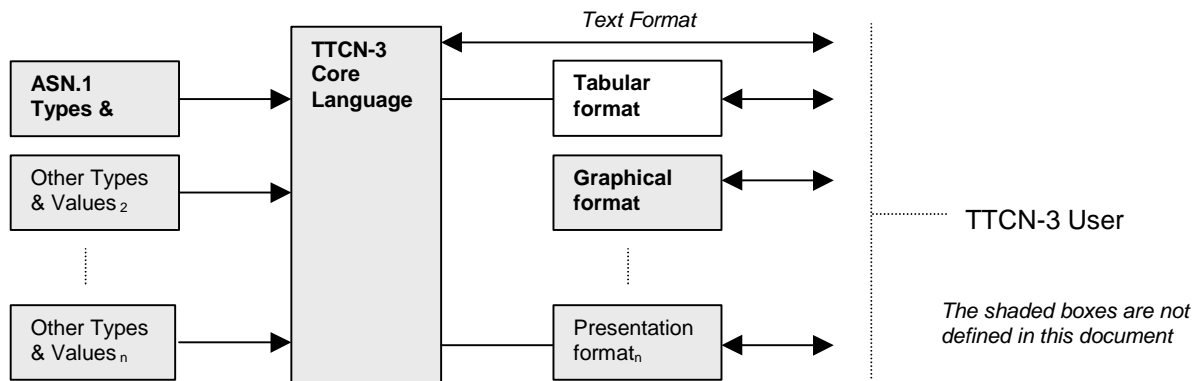 Text Format
ASN.1
Types &
TTCN-3
Core
Language
Tabular
format
Other Types
& Values 2
Graphical
format
TTCN-3 User
Other Types
& Values n
Presentation
formatn
The shaded boxes are not
defined in this document